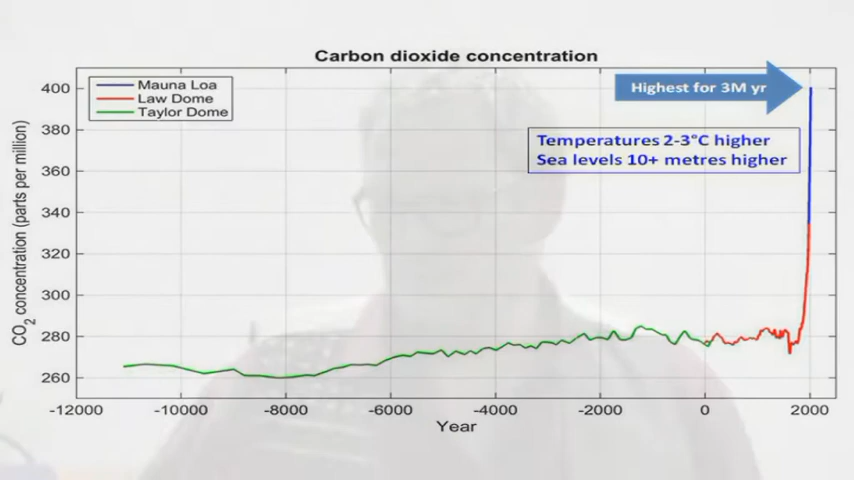 Carbon dioxide concentration
Mauna Loa
Law Dome
Taylor Dome
Highest for 3M yr
Temperatures 2-3°C higher
Sea levels 10+ metres higher
CO2 concentration (parts per million)
400
380
360
340
320
300
280
260
-12000 -10000 -8000 -6000 -4000 -2000 0 2000
Year